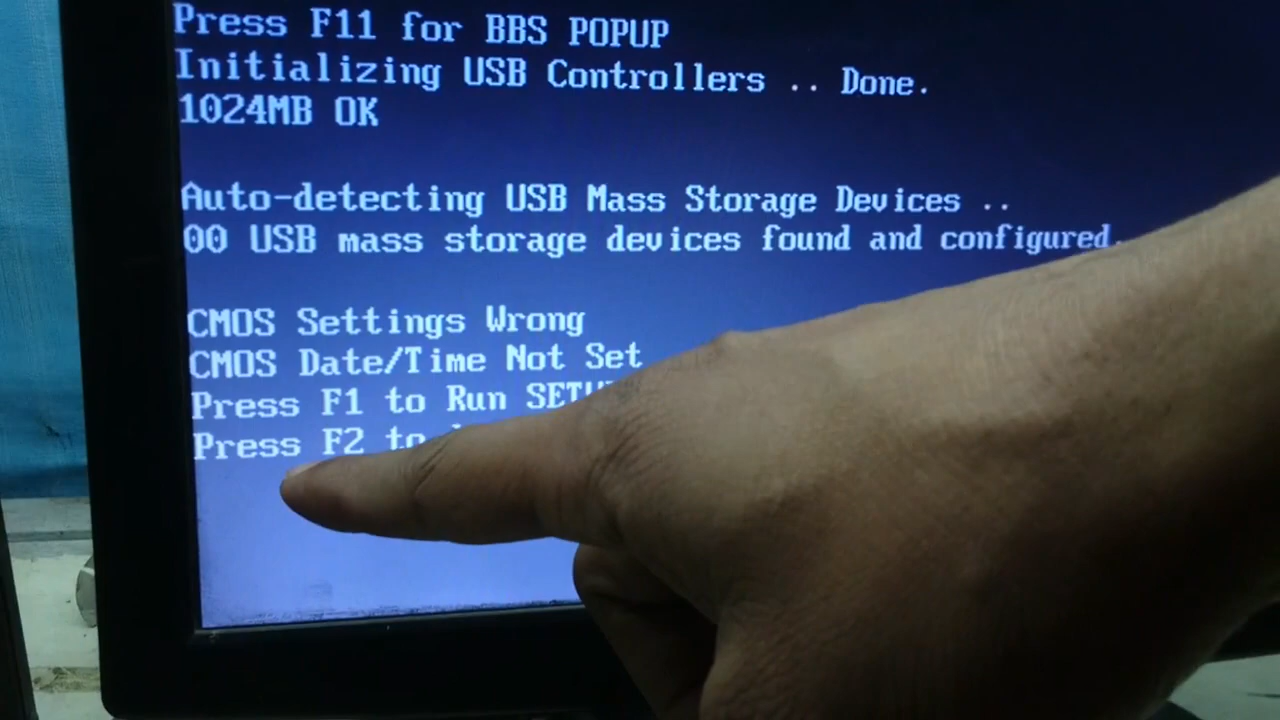 Press F11 for BBS POPUP
Initializing USB Controllers .. Done.
1024MB OK
Auto-detecting USB Mass Storage Devices ..
00 USB mass storage devices found and configured.
CMOS Settings Wrong
CMOS Date/Time Not Set
Press F1 to Run
Press F2 to